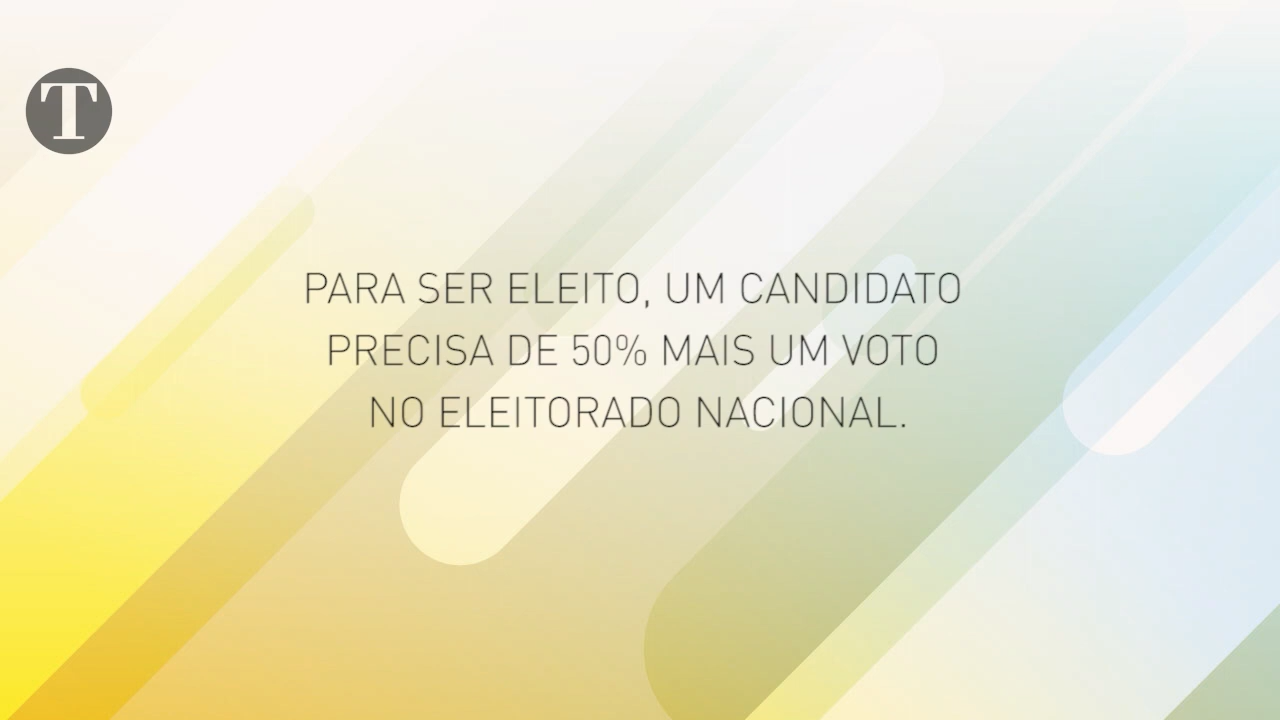 T
PARA SER ELEITO, UM CANDIDATO
PRECISA DE 50% MAIS UM VOTO
NO ELEITORADO NACIONAL.